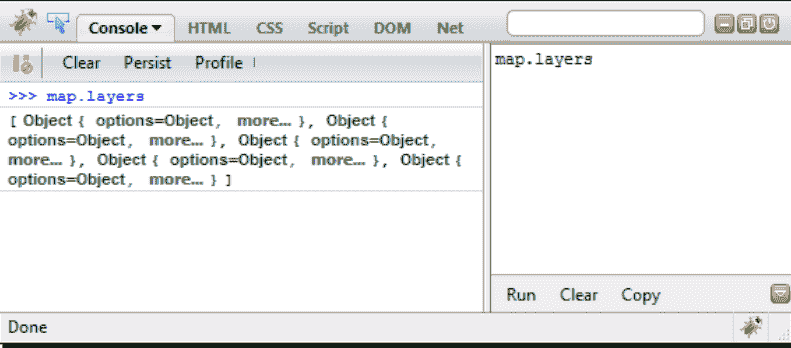 Console HTML CSS Script DOM Net
Clear Persist Profile
>>> map.layers
[ Object { options=Object, more... }, Object {
options=Object, more... }, Object { options=Object,
more... }, Object { options=Object, more... }, Object {
options=Object, more... } ]
map.layers
Run Clear Copy
Done